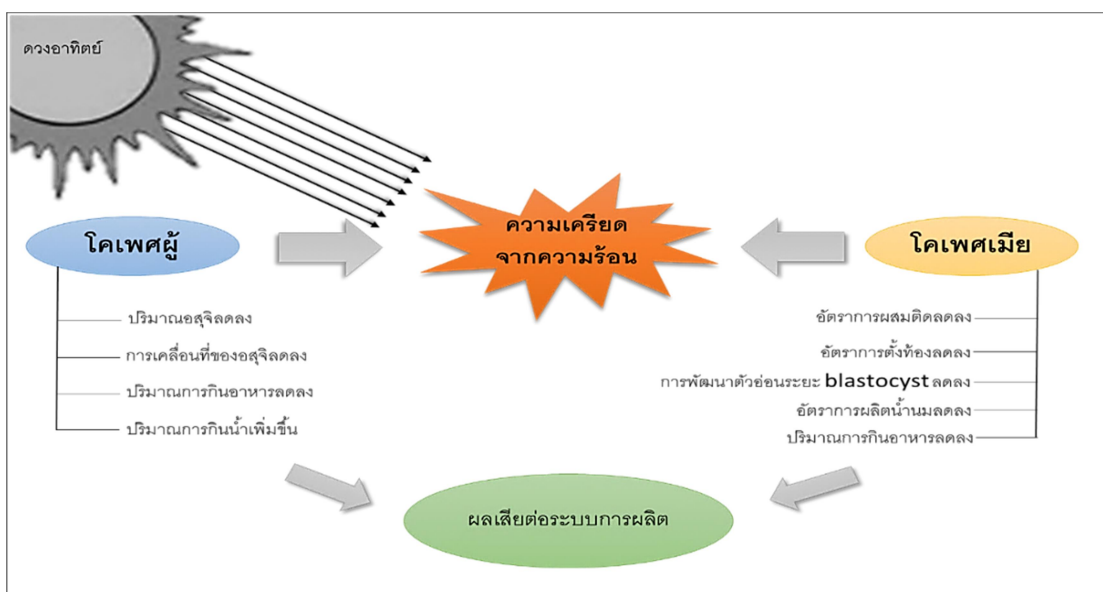 ดวงอาทิตย์
ความเครียด
จากความร้อน
โคเพศผู้
ปริมาณอสุจิลดลง
การเคลื่อนที่ของอสุจิลดลง
ปริมาณการกินอาหารลดลง
ปริมาณการกินน้ำเพิ่มขึ้น
โคเพศเมีย
อัตราการผสมติดลดลง
อัตราการตั้งท้องลดลง
การพัฒนาตัวอ่อนระยะ blastocyst ลดลง
อัตราการผลิตน้ำนมลดลง
ปริมาณการกินอาหารลดลง
ผลเสียต่อระบบการผลิต